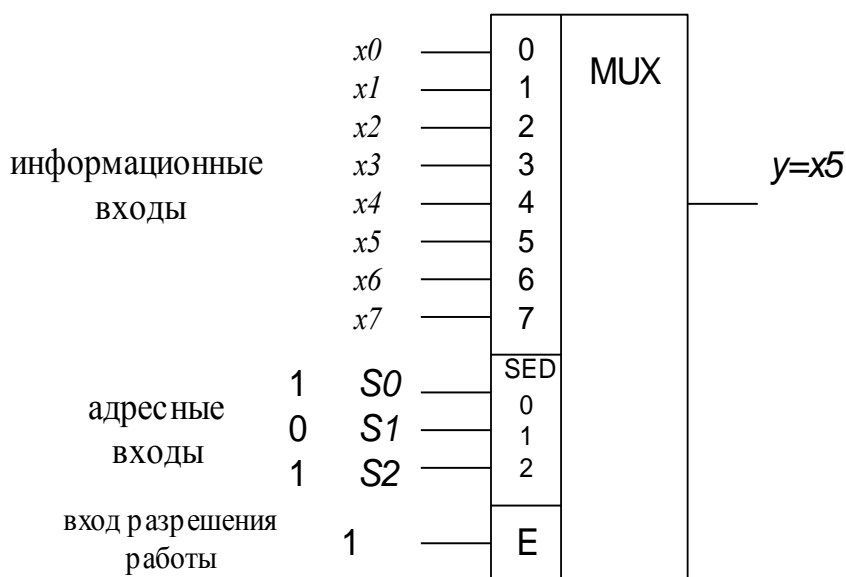 x0 0 MUX
x1 1
x2 2
информационные входы
x3 3 y=x5
x4 4
x5 5
x6 6
x7 7
SED
адресные входы
1 S0 0
0 S1 1
1 S2 2
вход разрешения работы
1 E